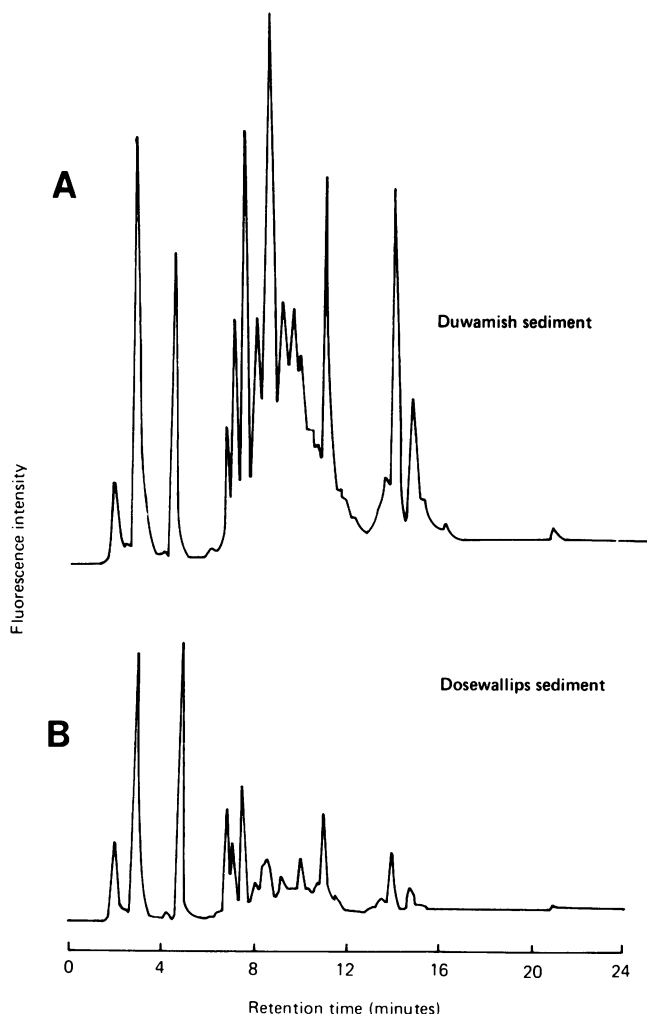 A
Duwamish sediment
Fluorescence intensity
Dosewallips sediment
B
0 4 8 12 16 20 24
Retention time (minutes)